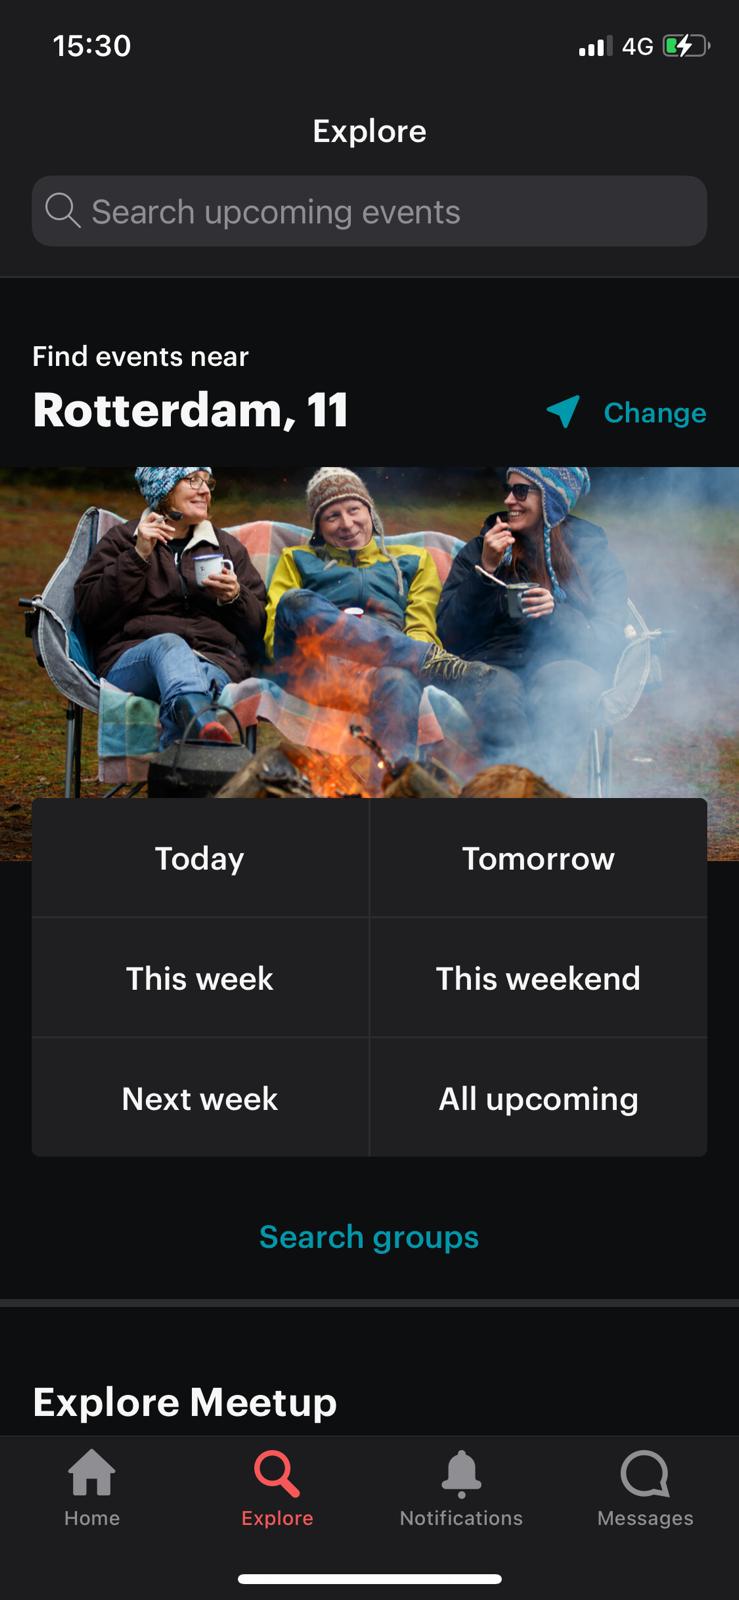 15:30
4G
Explore
Search upcoming events
Find events near
Rotterdam, 11
Change
Today
Tomorrow
This week
This weekend
Next week
All upcoming
Search groups
Explore Meetup
Home
Explore
Notifications
Messages